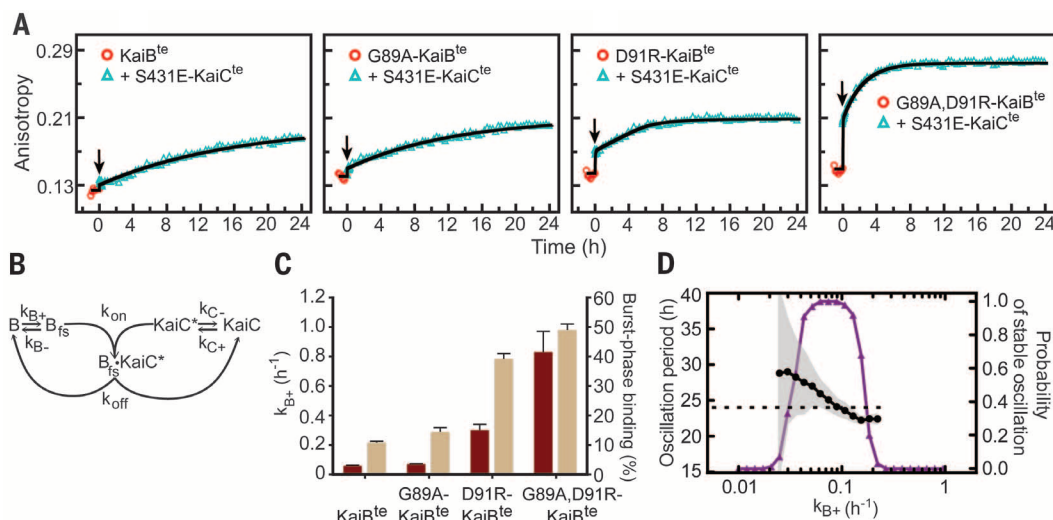 A
Anisotropy
0.29
0.21
0.13
KaiB^te
+ S431E-KaiC^te
0 4 8 12 16 20 24
G89A-KaiB^te
+ S431E-KaiC^te
0 4 8 12 16 20 24
D91R-KaiB^te
+ S431E-KaiC^te
0 4 8 12 16 20 24
G89A,D91R-KaiB^te
+ S431E-KaiC^te
0 4 8 12 16 20 24
Time (h)
B
B k_B+ k_B- B_fs k_on KaiC* k_C- k_C+ KaiC
B_fs·KaiC*
k_off
C
k_B+ (h^-1)
1.2
1.0
0.8
0.6
0.4
0.2
0
60
50
40
30
20
10
0
Burst-phase binding (%)
KaiB^te
G89A-
KaiB^te
D91R-
KaiB^te
G89A,D91R-
KaiB^te
D
Oscillation period (h)
40
35
30
25
20
15
1.0
0.8
0.6
0.4
0.2
0.0
Probability
of stable oscillation
0.01 0.1 1
k_B+ (h^-1)